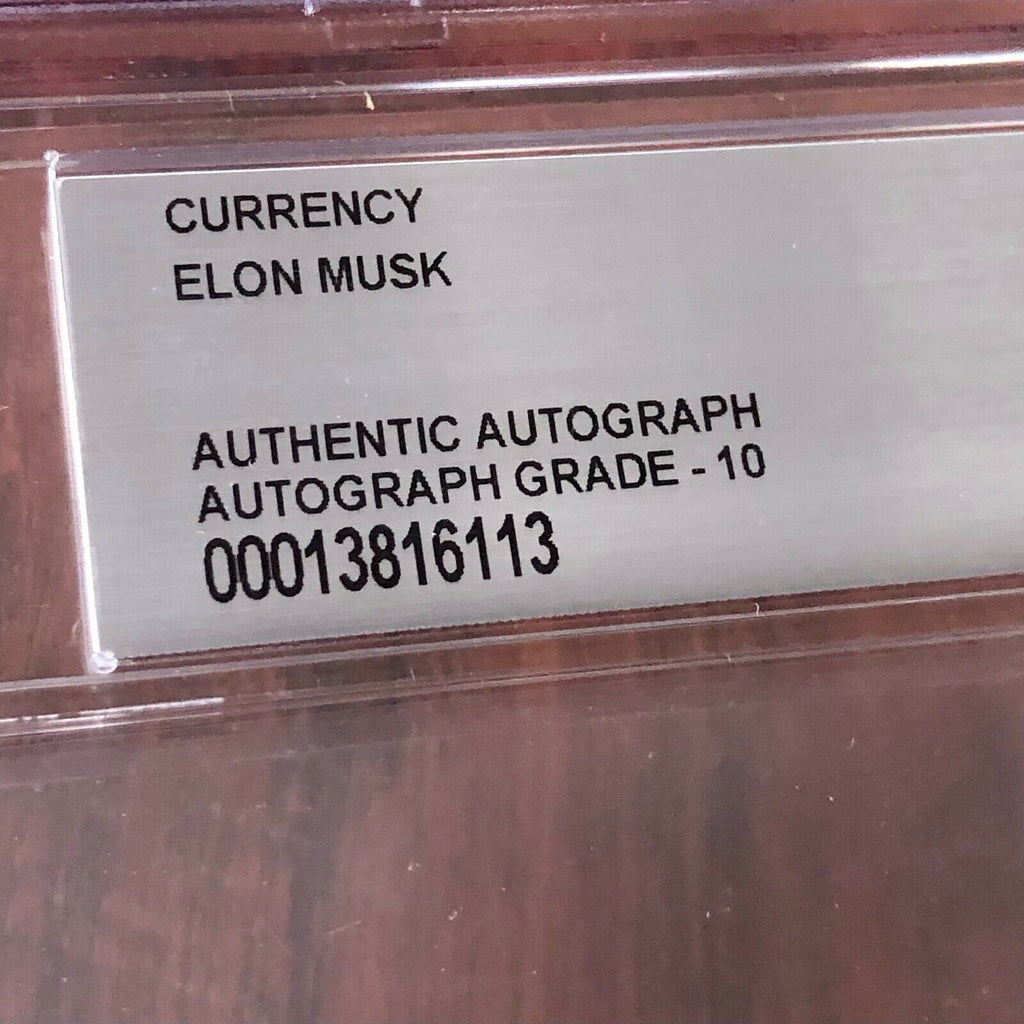 CURRENCY
ELON MUSK
AUTHENTIC AUTOGRAPH
AUTOGRAPH GRADE - 10
00013816113